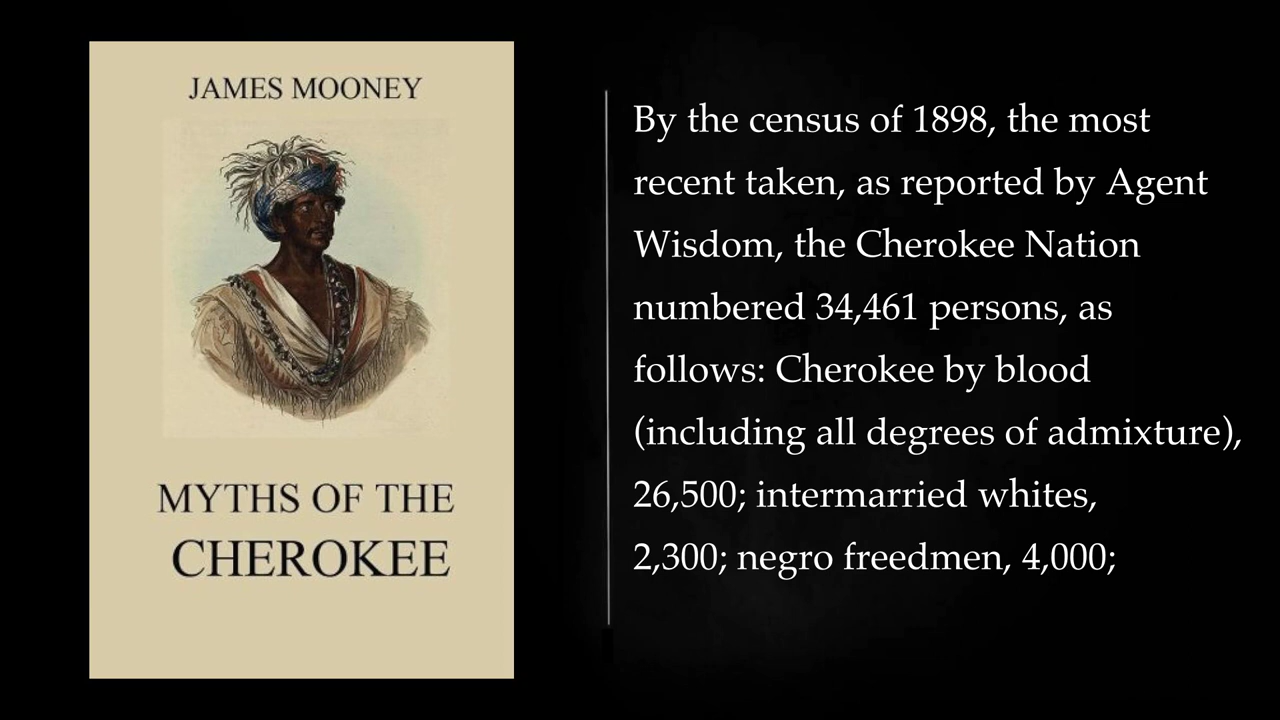 JAMES MOONEY
MYTHS OF THE
CHEROKEE
By the census of 1898, the most
recent taken, as reported by Agent
Wisdom, the Cherokee Nation
numbered 34,461 persons, as
follows: Cherokee by blood
(including all degrees of admixture),
26,500; intermarried whites,
2,300; negro freedmen, 4,000;